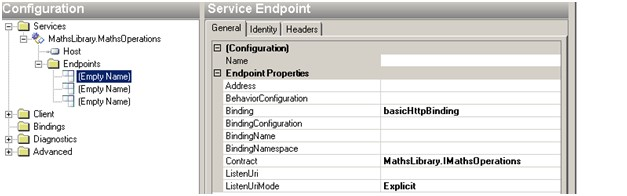 Configuration
Services
MathsLibrary.MathsOperations
Host
Endpoints
(Empty Name)
(Empty Name)
(Empty Name)
Client
Bindings
Diagnostics
Advanced
Service Endpoint
General Identity Headers
(Configuration)
Name
Endpoint Properties
Address
BehaviorConfiguration
Binding basicHttpBinding
BindingConfiguration
BindingName
BindingNamespace
Contract MathsLibrary.IMathsOperations
ListenUri
ListenUriMode Explicit